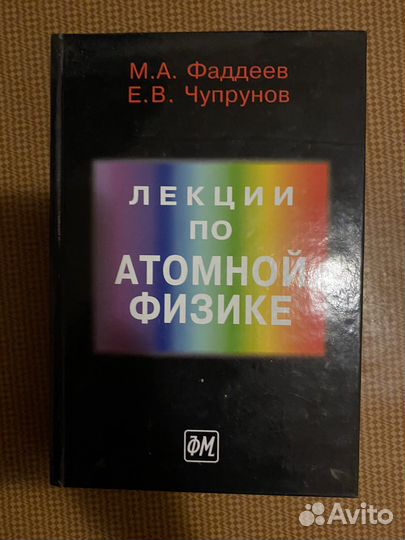 М.А. Фаддеев
Е.В. Чупрунов
ЛЕКЦИИ
ПО
АТОМНОЙ
ФИЗИКЕ
ФМ
Avito